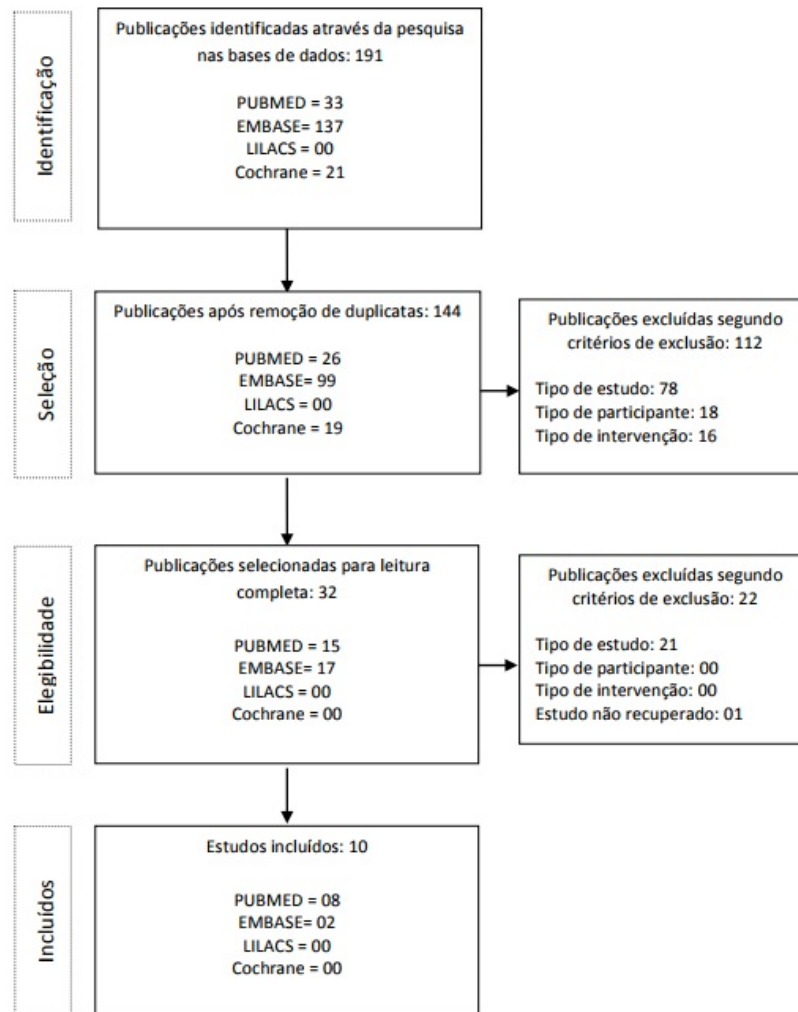 Identificação
Publicações identificadas através da pesquisa
nas bases de dados: 191
PUBMED = 33
EMBASE= 137
LILACS = 00
Cochrane = 21
Seleção
Publicações após remoção de duplicatas: 144
PUBMED = 26
EMBASE= 99
LILACS = 00
Cochrane = 19
Publicações excluídas segundo
critérios de exclusão: 112
Tipo de estudo: 78
Tipo de participante: 18
Tipo de intervenção: 16
Elegibilidade
Publicações selecionadas para leitura
completa: 32
PUBMED = 15
EMBASE= 17
LILACS = 00
Cochrane = 00
Publicações excluídas segundo
critérios de exclusão: 22
Tipo de estudo: 21
Tipo de participante: 00
Tipo de intervenção: 00
Estudo não recuperado: 01
Incluídos
Estudos incluídos: 10
PUBMED = 08
EMBASE= 02
LILACS = 00
Cochrane = 00